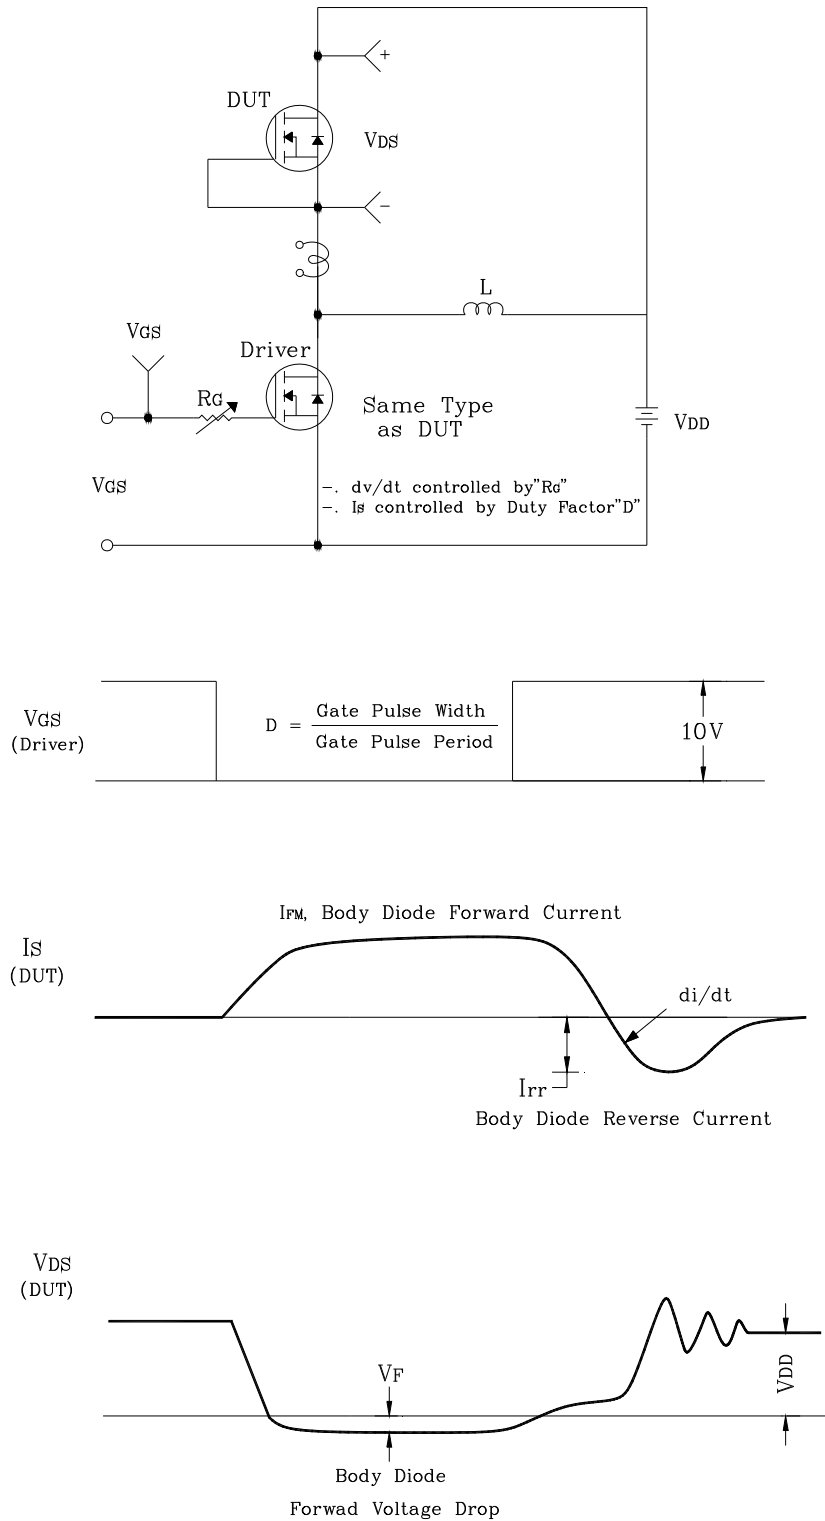 +
DUT
VDS
−
L
VGS
Driver
RG
Same Type
as DUT
VDD
VGS
−. dv/dt controlled by"RG"
−. Is controlled by Duty Factor"D"
VGS
(Driver)
D = Gate Pulse Width
Gate Pulse Period
10V
IFM, Body Diode Forward Current
IS
(DUT)
di/dt
Irr
Body Diode Reverse Current
VDS
(DUT)
VF
VDD
Body Diode
Forwad Voltage Drop